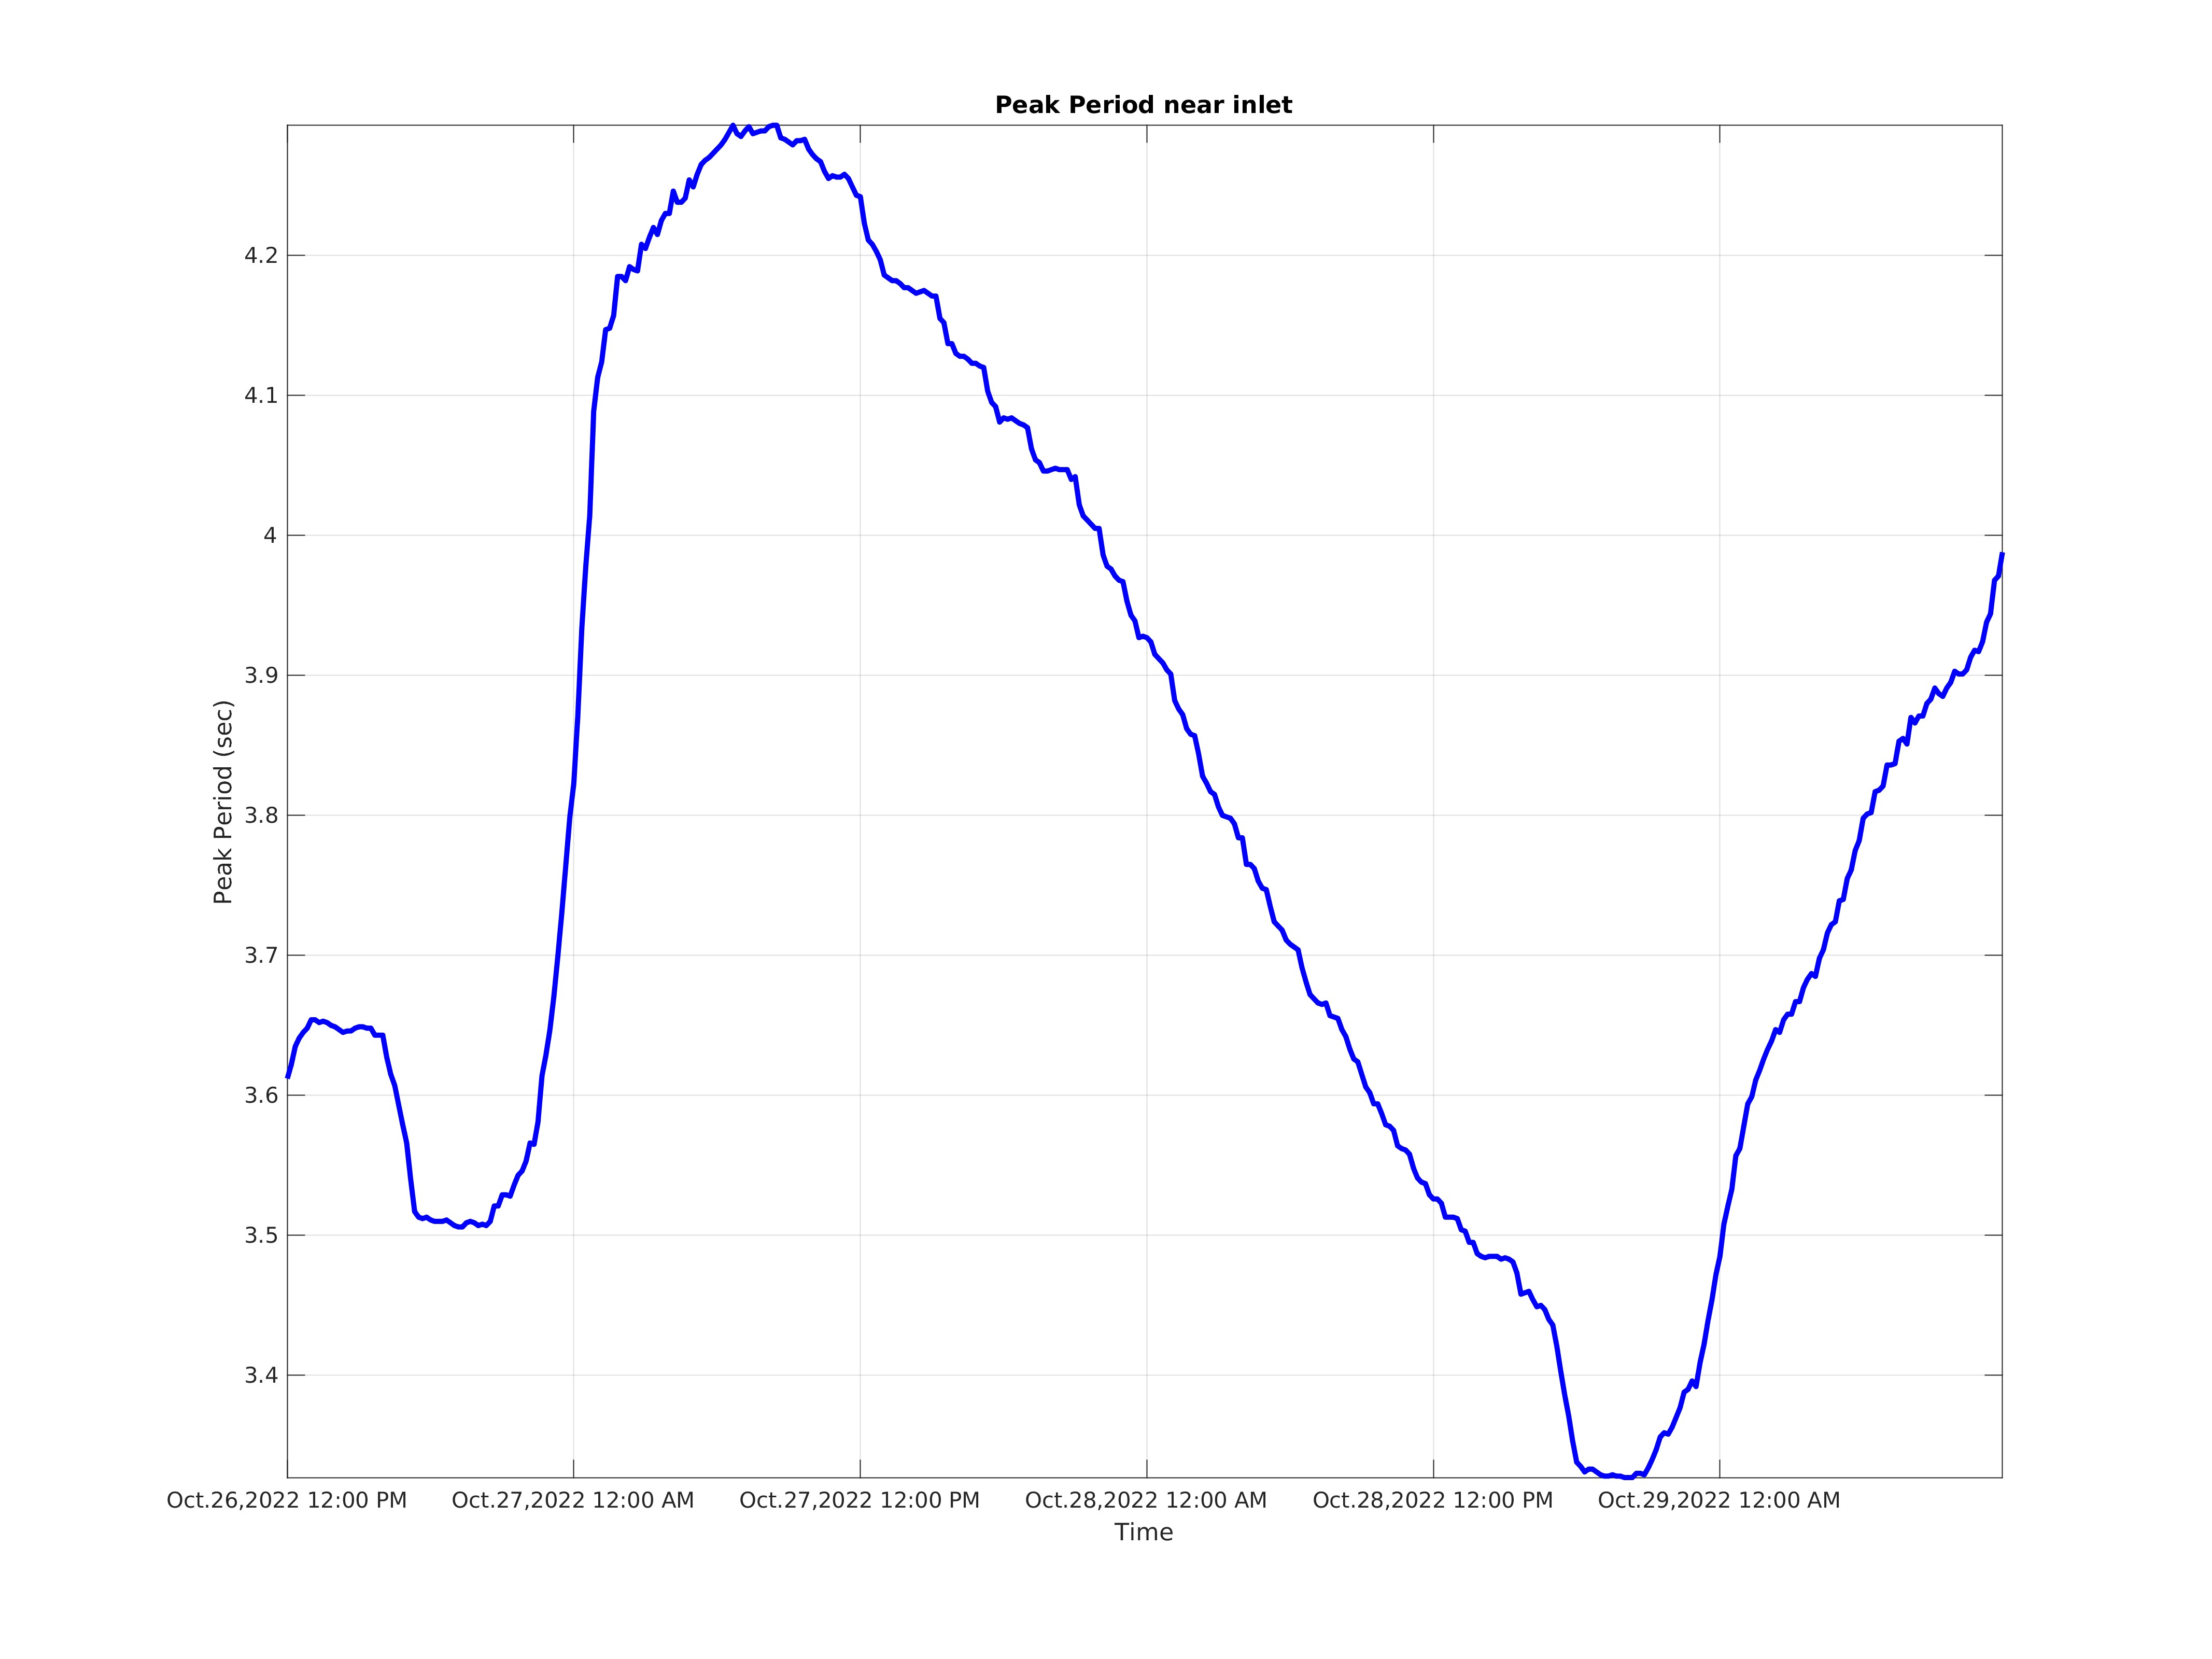 Peak Period near inlet
Peak Period (sec)
4.2
4.1
4
3.9
3.8
3.7
3.6
3.5
3.4
Oct.26,2022 12:00 PM
Oct.27,2022 12:00 AM
Oct.27,2022 12:00 PM
Oct.28,2022 12:00 AM
Oct.28,2022 12:00 PM
Oct.29,2022 12:00 AM
Time